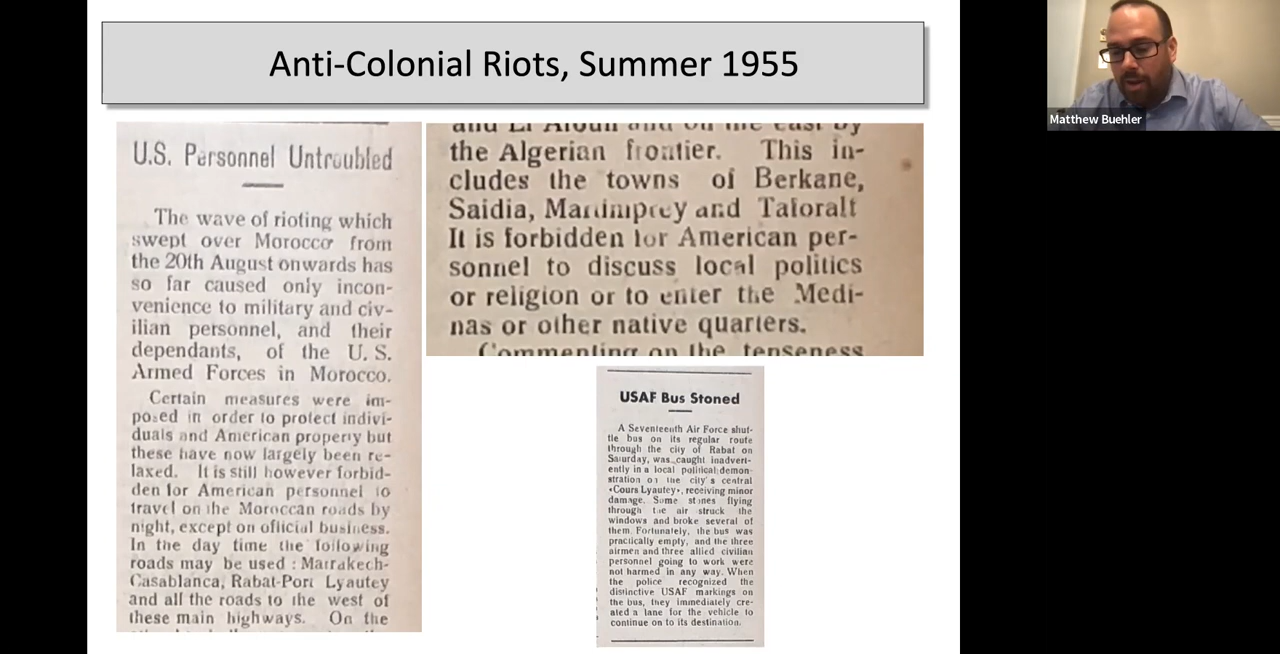 Anti-Colonial Riots, Summer 1955
Matthew Buehler
U.S. Personnel Untroubled
The wave of rioting which
swept over Morocco from
the 20th August onwards has
so far caused only incon-
venience to military and civ-
ilian personnel, and their
dependants, of the U. S.
Armed Forces in Morocco.
Certain measures were im-
posed in order to protect indivi-
duals and American property but
these have now largely been re-
laxed. It is still however forbid-
den for American personnel to
travel on the Moroccan roads by
night, except on official business.
In the day time the following
roads may be used : Marrakech-
Casablanca, Rabat-Port Lyautey
and all the roads to the west of
these main highways. On the
and El Aioun and on the east by
the Algerian frontier. This in-
cludes the towns of Berkane,
Saidia, Martimprey and Taforalt
It is forbidden for American per-
sonnel to discuss local politics
or religion or to enter the Medi-
nas or other native quarters.
Commenting on the tenseness
USAF Bus Stoned
A Seventeenth Air Force shut-
tle bus on its regular route
through the city of Rabat on
Saturday, was caught inadvert-
ently in a local political demon-
stration on the city's central
«Cours Lyautey», receiving minor
damage. Some stones flying
through the air struck the
windows and broke several of
them. Fortunately, the bus was
practically empty, and the three
airmen and three allied civilian
personnel going to work were
not harmed in any way. When
the police recognized the
distinctive USAF markings on
the bus, they immediately cre-
ated a lane for the vehicle to
continue on to its destination.